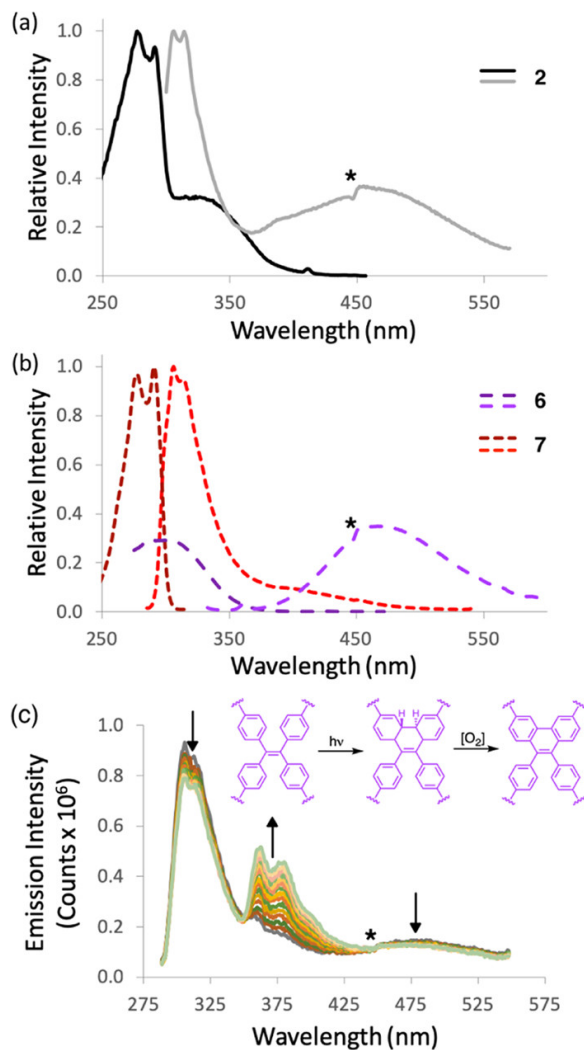 (a)
1.0
0.8
0.6
0.4
0.2
0.0
Relative Intensity
2
*
250 350 450 550
Wavelength (nm)
(b)
1.0
0.8
0.6
0.4
0.2
0.0
Relative Intensity
6
7
*
250 350 450 550
Wavelength (nm)
(c)
1.0
0.8
0.6
0.4
0.2
0.0
Emission Intensity
(Counts x 10⁶)
H H
hν
[O₂]
*
275 325 375 425 475 525 575
Wavelength (nm)